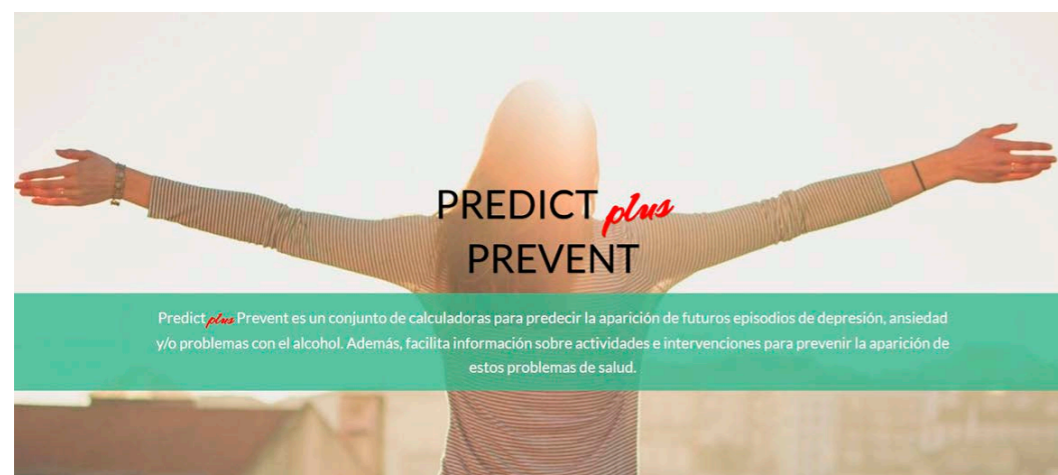 PREDICT plus
PREVENT
Predict plus Prevent es un conjunto de calculadoras para predecir la aparición de futuros episodios de depresión, ansiedad
y/o problemas con el alcohol. Además, facilita información sobre actividades e intervenciones para prevenir la aparición de
estos problemas de salud.